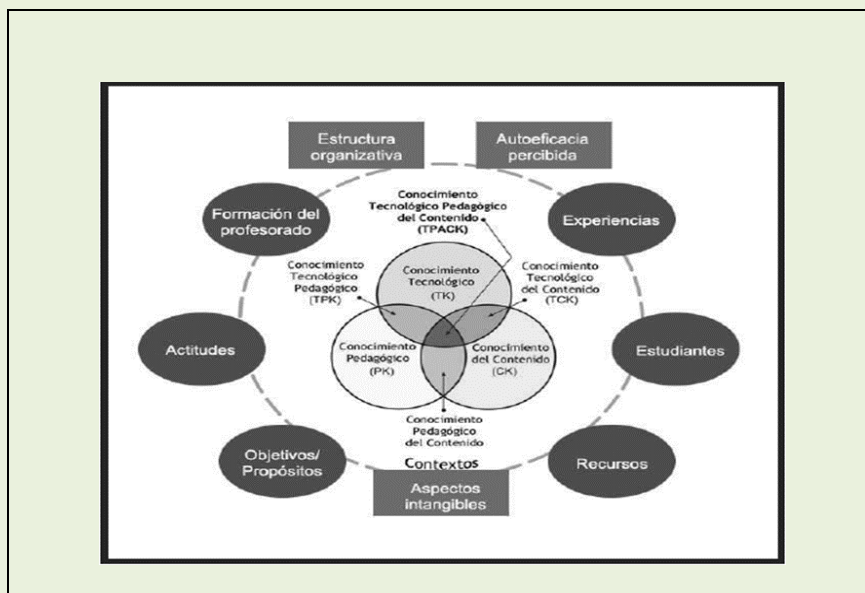 Estructura
organizativa
Autoeficacia
percibida
Formación del
profesorado
Conocimiento
Tecnológico Pedagógico
del Contenido
(TPACK)
Experiencias
Conocimiento
Tecnológico
Pedagógico
(TPK)
Conocimiento
Tecnológico
(TK)
Conocimiento
Tecnológico
del Contenido
(TCK)
Actitudes
Conocimiento
Pedagógico
(PK)
Conocimiento
del Contenido
(CK)
Estudiantes
Conocimiento
Pedagógico
del Contenido
Objetivos/
Propósitos
Contextos
Recursos
Aspectos
intangibles